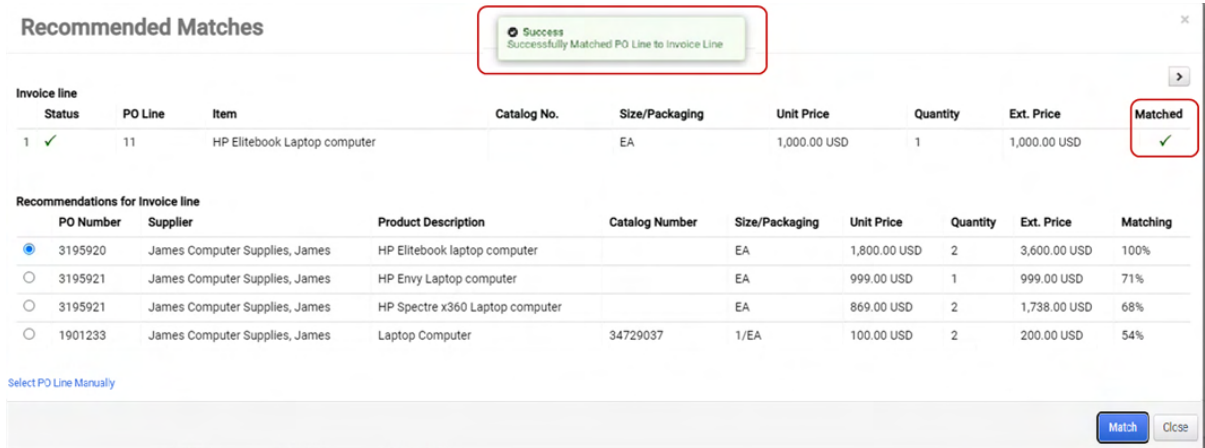 Recommended Matches
Success
Successfully Matched PO Line to Invoice Line
Invoice line
Status PO Line Item Catalog No. Size/Packaging Unit Price Quantity Ext. Price Matched
1 11 HP Elitebook Laptop computer EA 1,000.00 USD 1 1,000.00 USD
Recommendations for Invoice line
PO Number Supplier Product Description Catalog Number Size/Packaging Unit Price Quantity Ext. Price Matching
3195920 James Computer Supplies, James HP Elitebook laptop computer EA 1,800.00 USD 2 3,600.00 USD 100%
3195921 James Computer Supplies, James HP Envy Laptop computer EA 999.00 USD 1 999.00 USD 71%
3195921 James Computer Supplies, James HP Spectre x360 Laptop computer EA 869.00 USD 2 1,738.00 USD 68%
1901233 James Computer Supplies, James Laptop Computer 34729037 1/EA 100.00 USD 2 200.00 USD 54%
Select PO Line Manually
Match Close